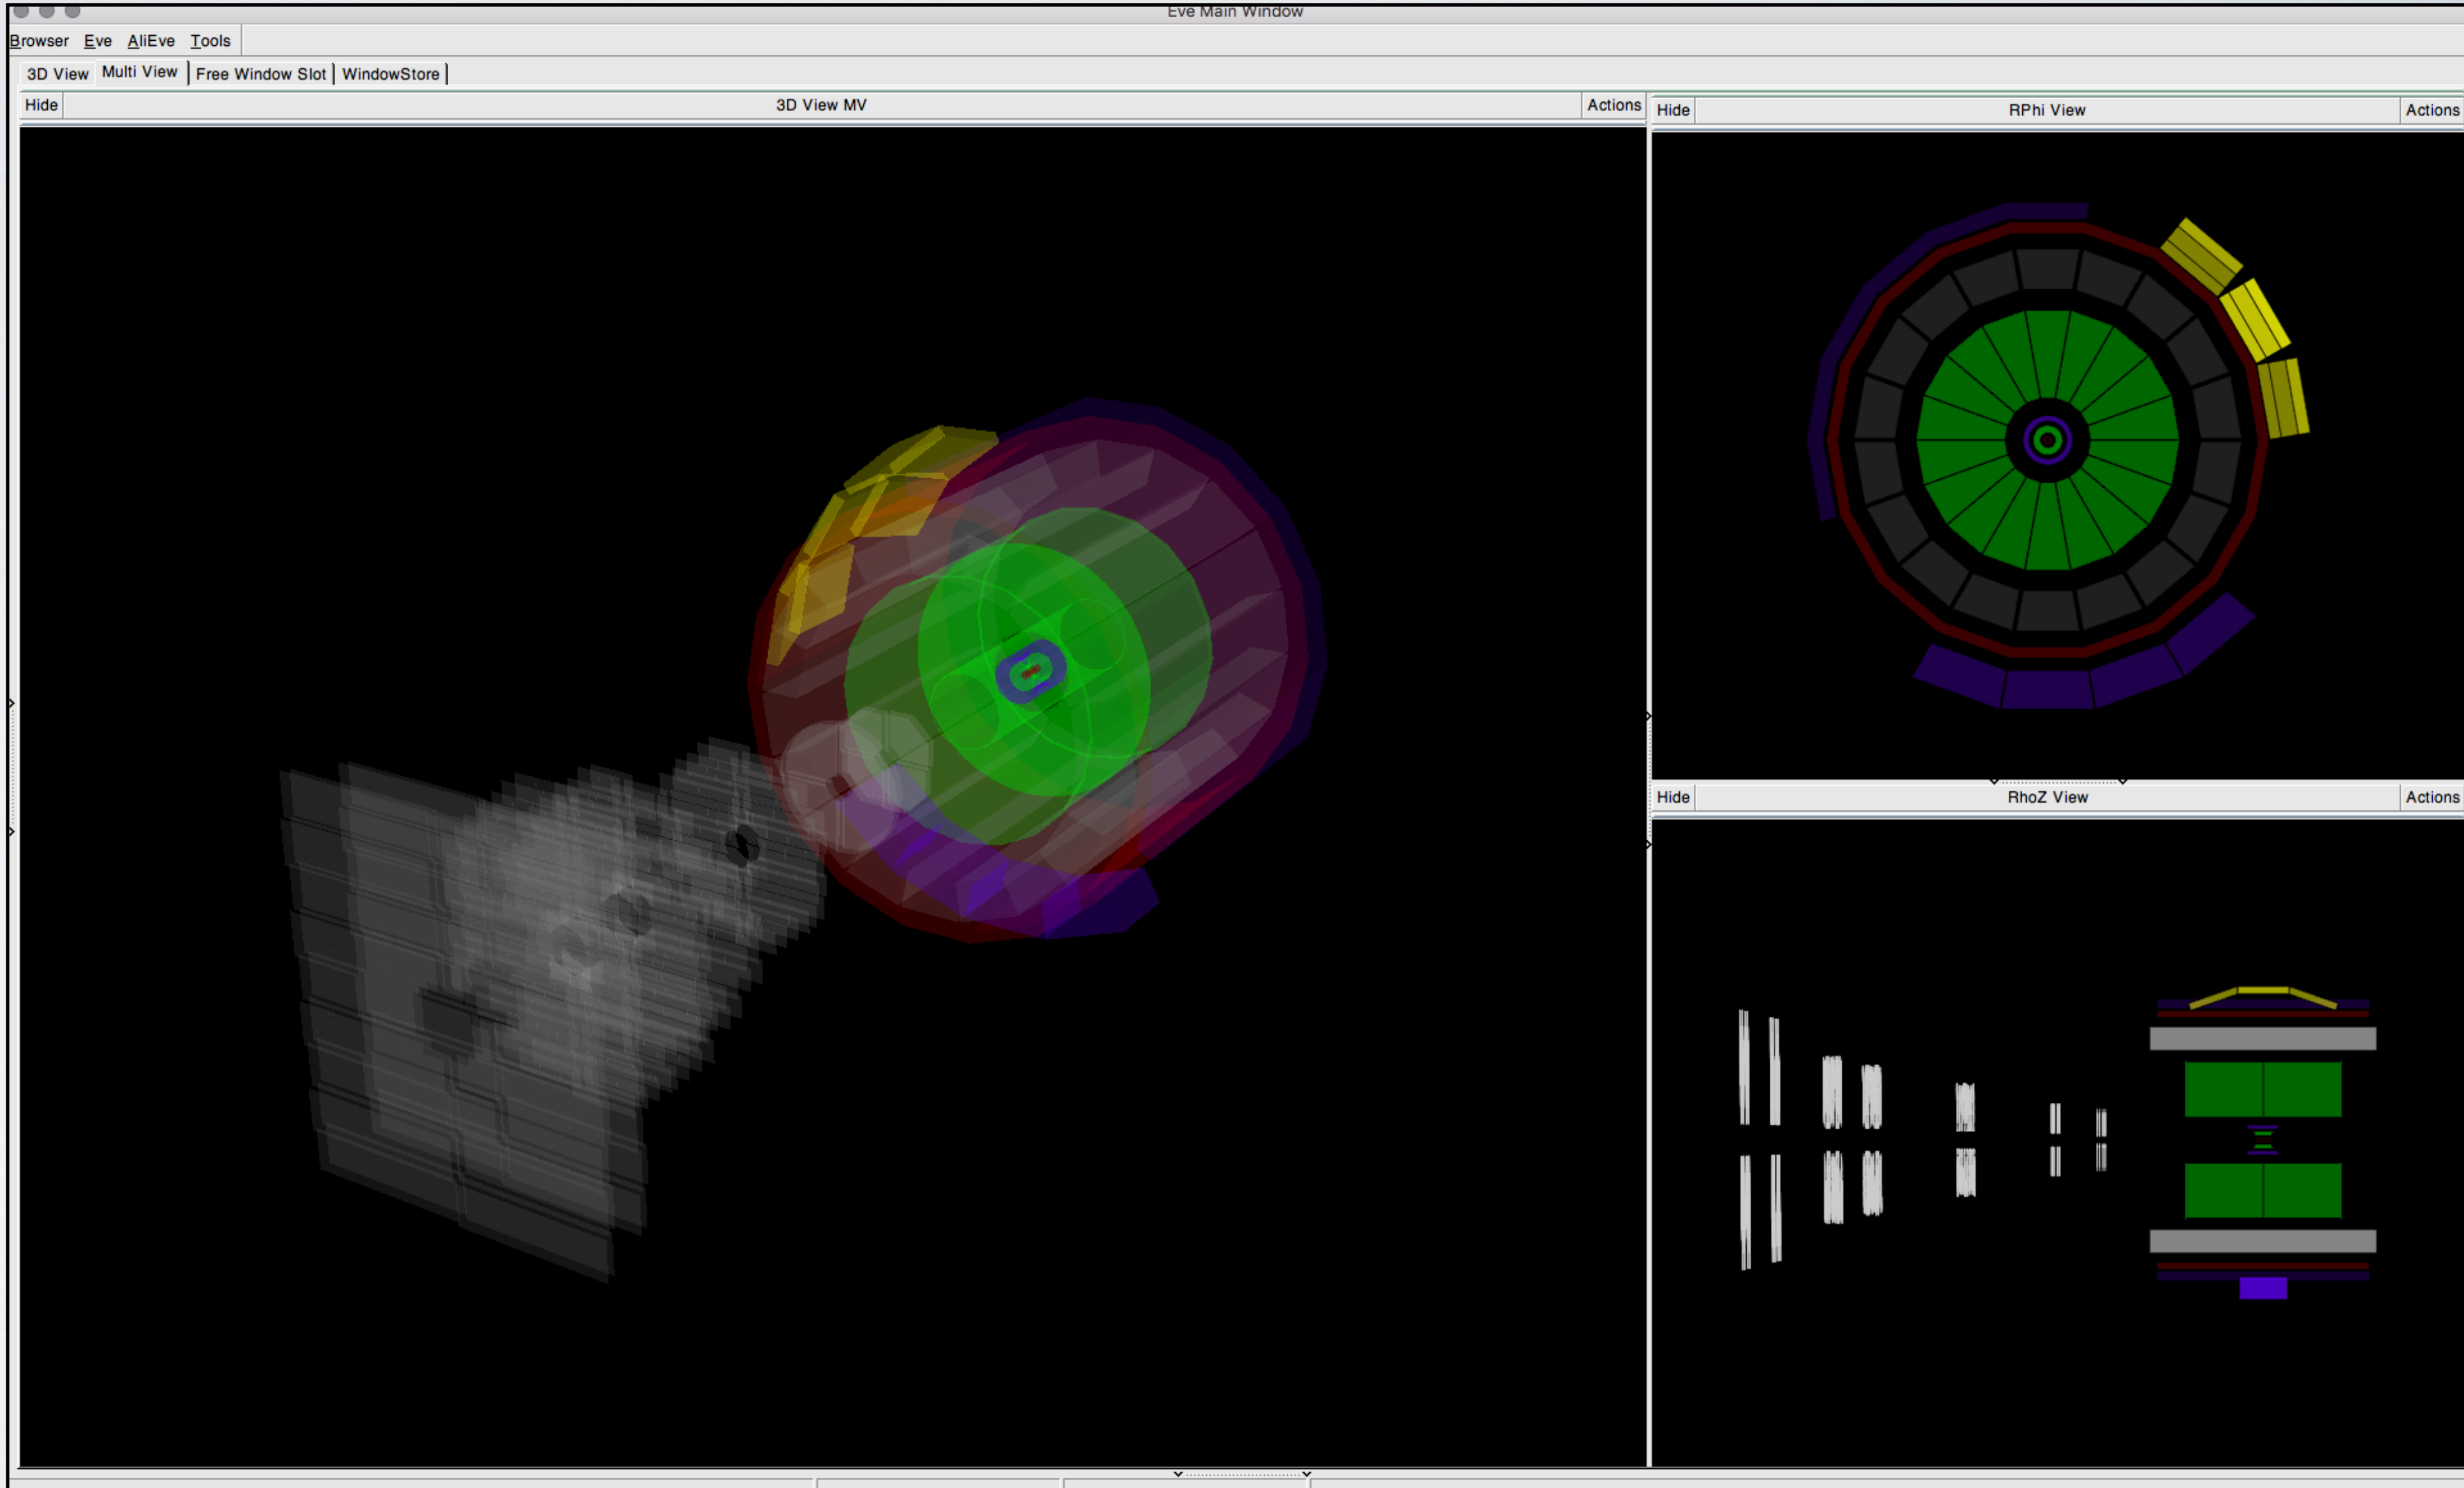 Eve Main Window
Browser Eve AliEve Tools
3D View Multi View Free Window Slot WindowStore
Hide 3D View MV Actions
Hide RPhi View Actions
Hide RhoZ View Actions